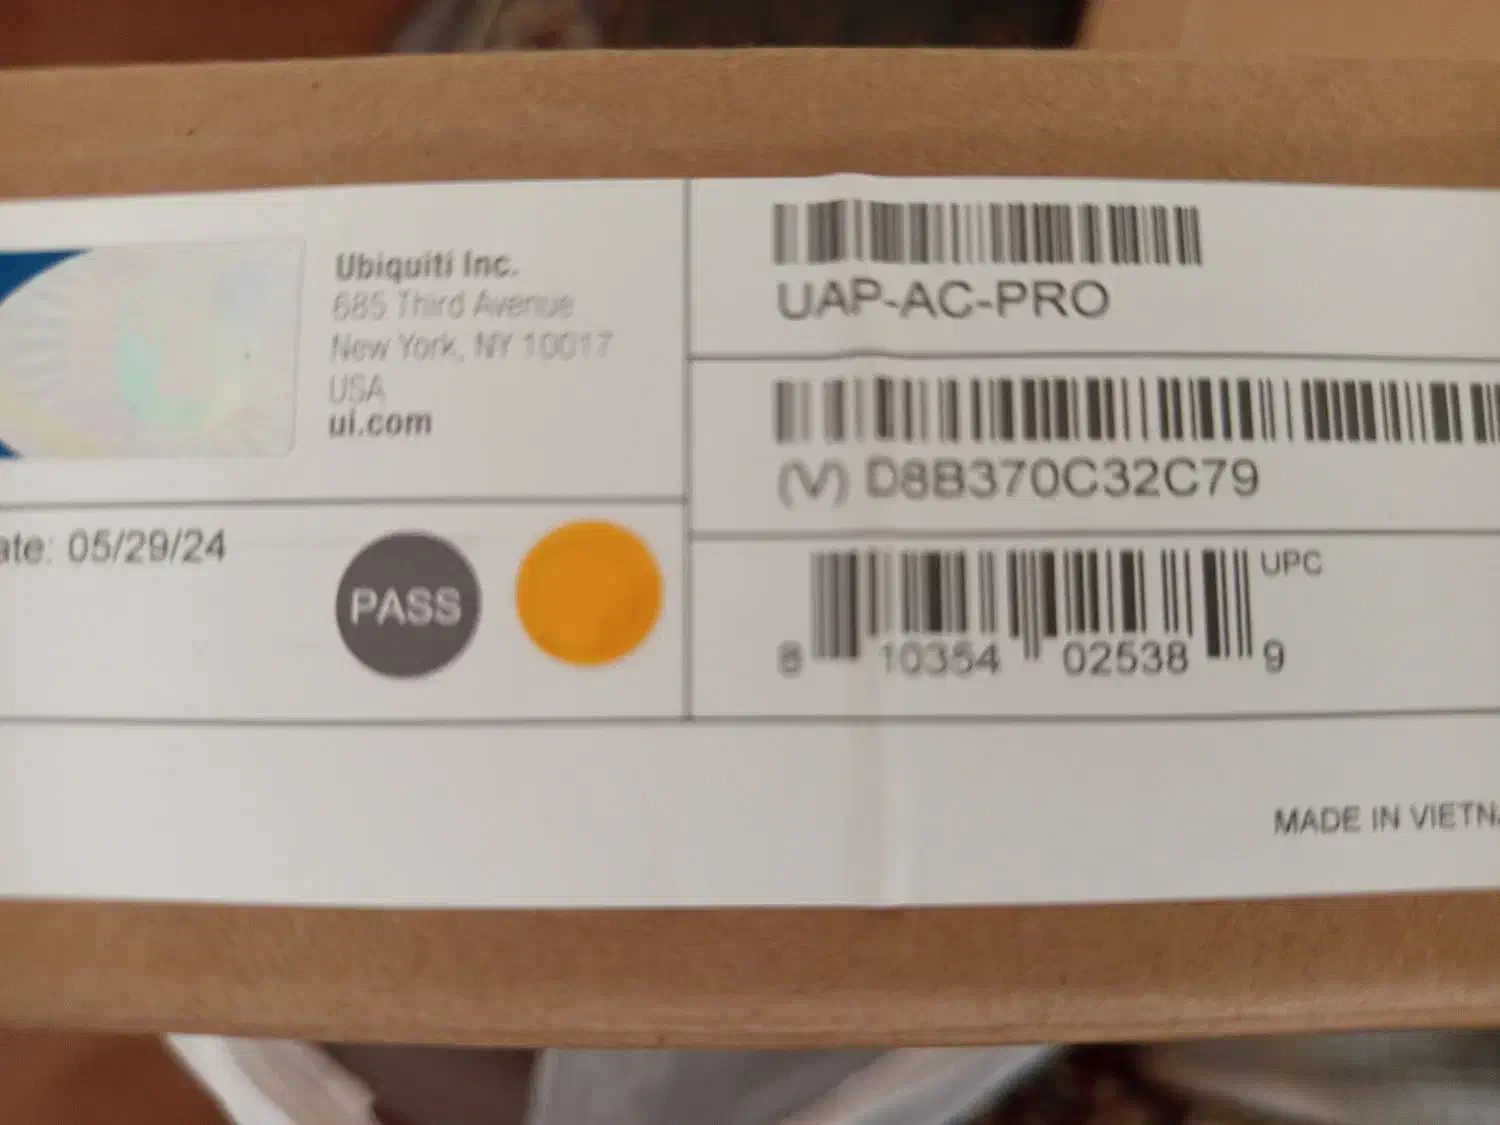 Ubiquiti Inc.
685 Third Avenue
New York, NY 10017
USA
ui.com
ate: 05/29/24
PASS
UAP-AC-PRO
(V) D8B370C32C79
UPC
8 10354 02538 9
MADE IN VIETNA